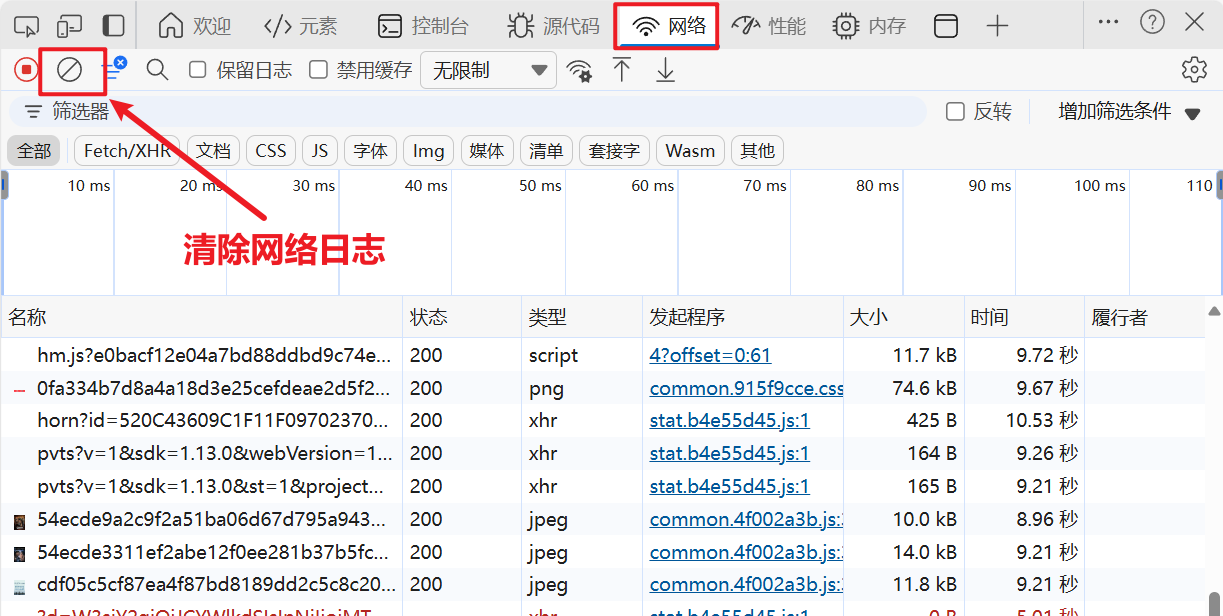 欢迎 元素 控制台 源代码 网络 性能 内存
保留日志 禁用缓存 无限制
筛选器 反转 增加筛选条件
全部 Fetch/XHR 文档 CSS JS 字体 Img 媒体 清单 套接字 Wasm 其他
10 ms 20 ms 30 ms 40 ms 50 ms 60 ms 70 ms 80 ms 90 ms 100 ms 110
清除网络日志
名称 状态 类型 发起程序 大小 时间 履行者
hm.js?e0bacf12e04a7bd88ddbd9c74e... 200 script 4?offset=0:61 11.7 kB 9.72 秒
0fa334b7d8a4a18d3e25cefdeae2d5f2... 200 png common.915f9cce.css 74.6 kB 9.67 秒
horn?id=520C43609C1F11F09702370... 200 xhr stat.b4e55d45.js:1 425 B 10.53 秒
pvts?v=1&sdk=1.13.0&webVersion=1... 200 xhr stat.b4e55d45.js:1 164 B 9.26 秒
pvts?v=1&sdk=1.13.0&st=1&project... 200 xhr stat.b4e55d45.js:1 165 B 9.21 秒
54ecde9a2c9f2a51ba06d67d795a943... 200 jpeg common.4f002a3b.js: 10.0 kB 8.96 秒
54ecde3311ef2abe12f0ee281b37b5fc... 200 jpeg common.4f002a3b.js: 14.0 kB 9.21 秒
cdf05c5cf87ea4f87bd8189dd2c5c8c20... 200 jpeg common.4f002a3b.js: 11.8 kB 9.21 秒
200 xhr stat.b4e55d45.js:1 0 B 5.01 秒